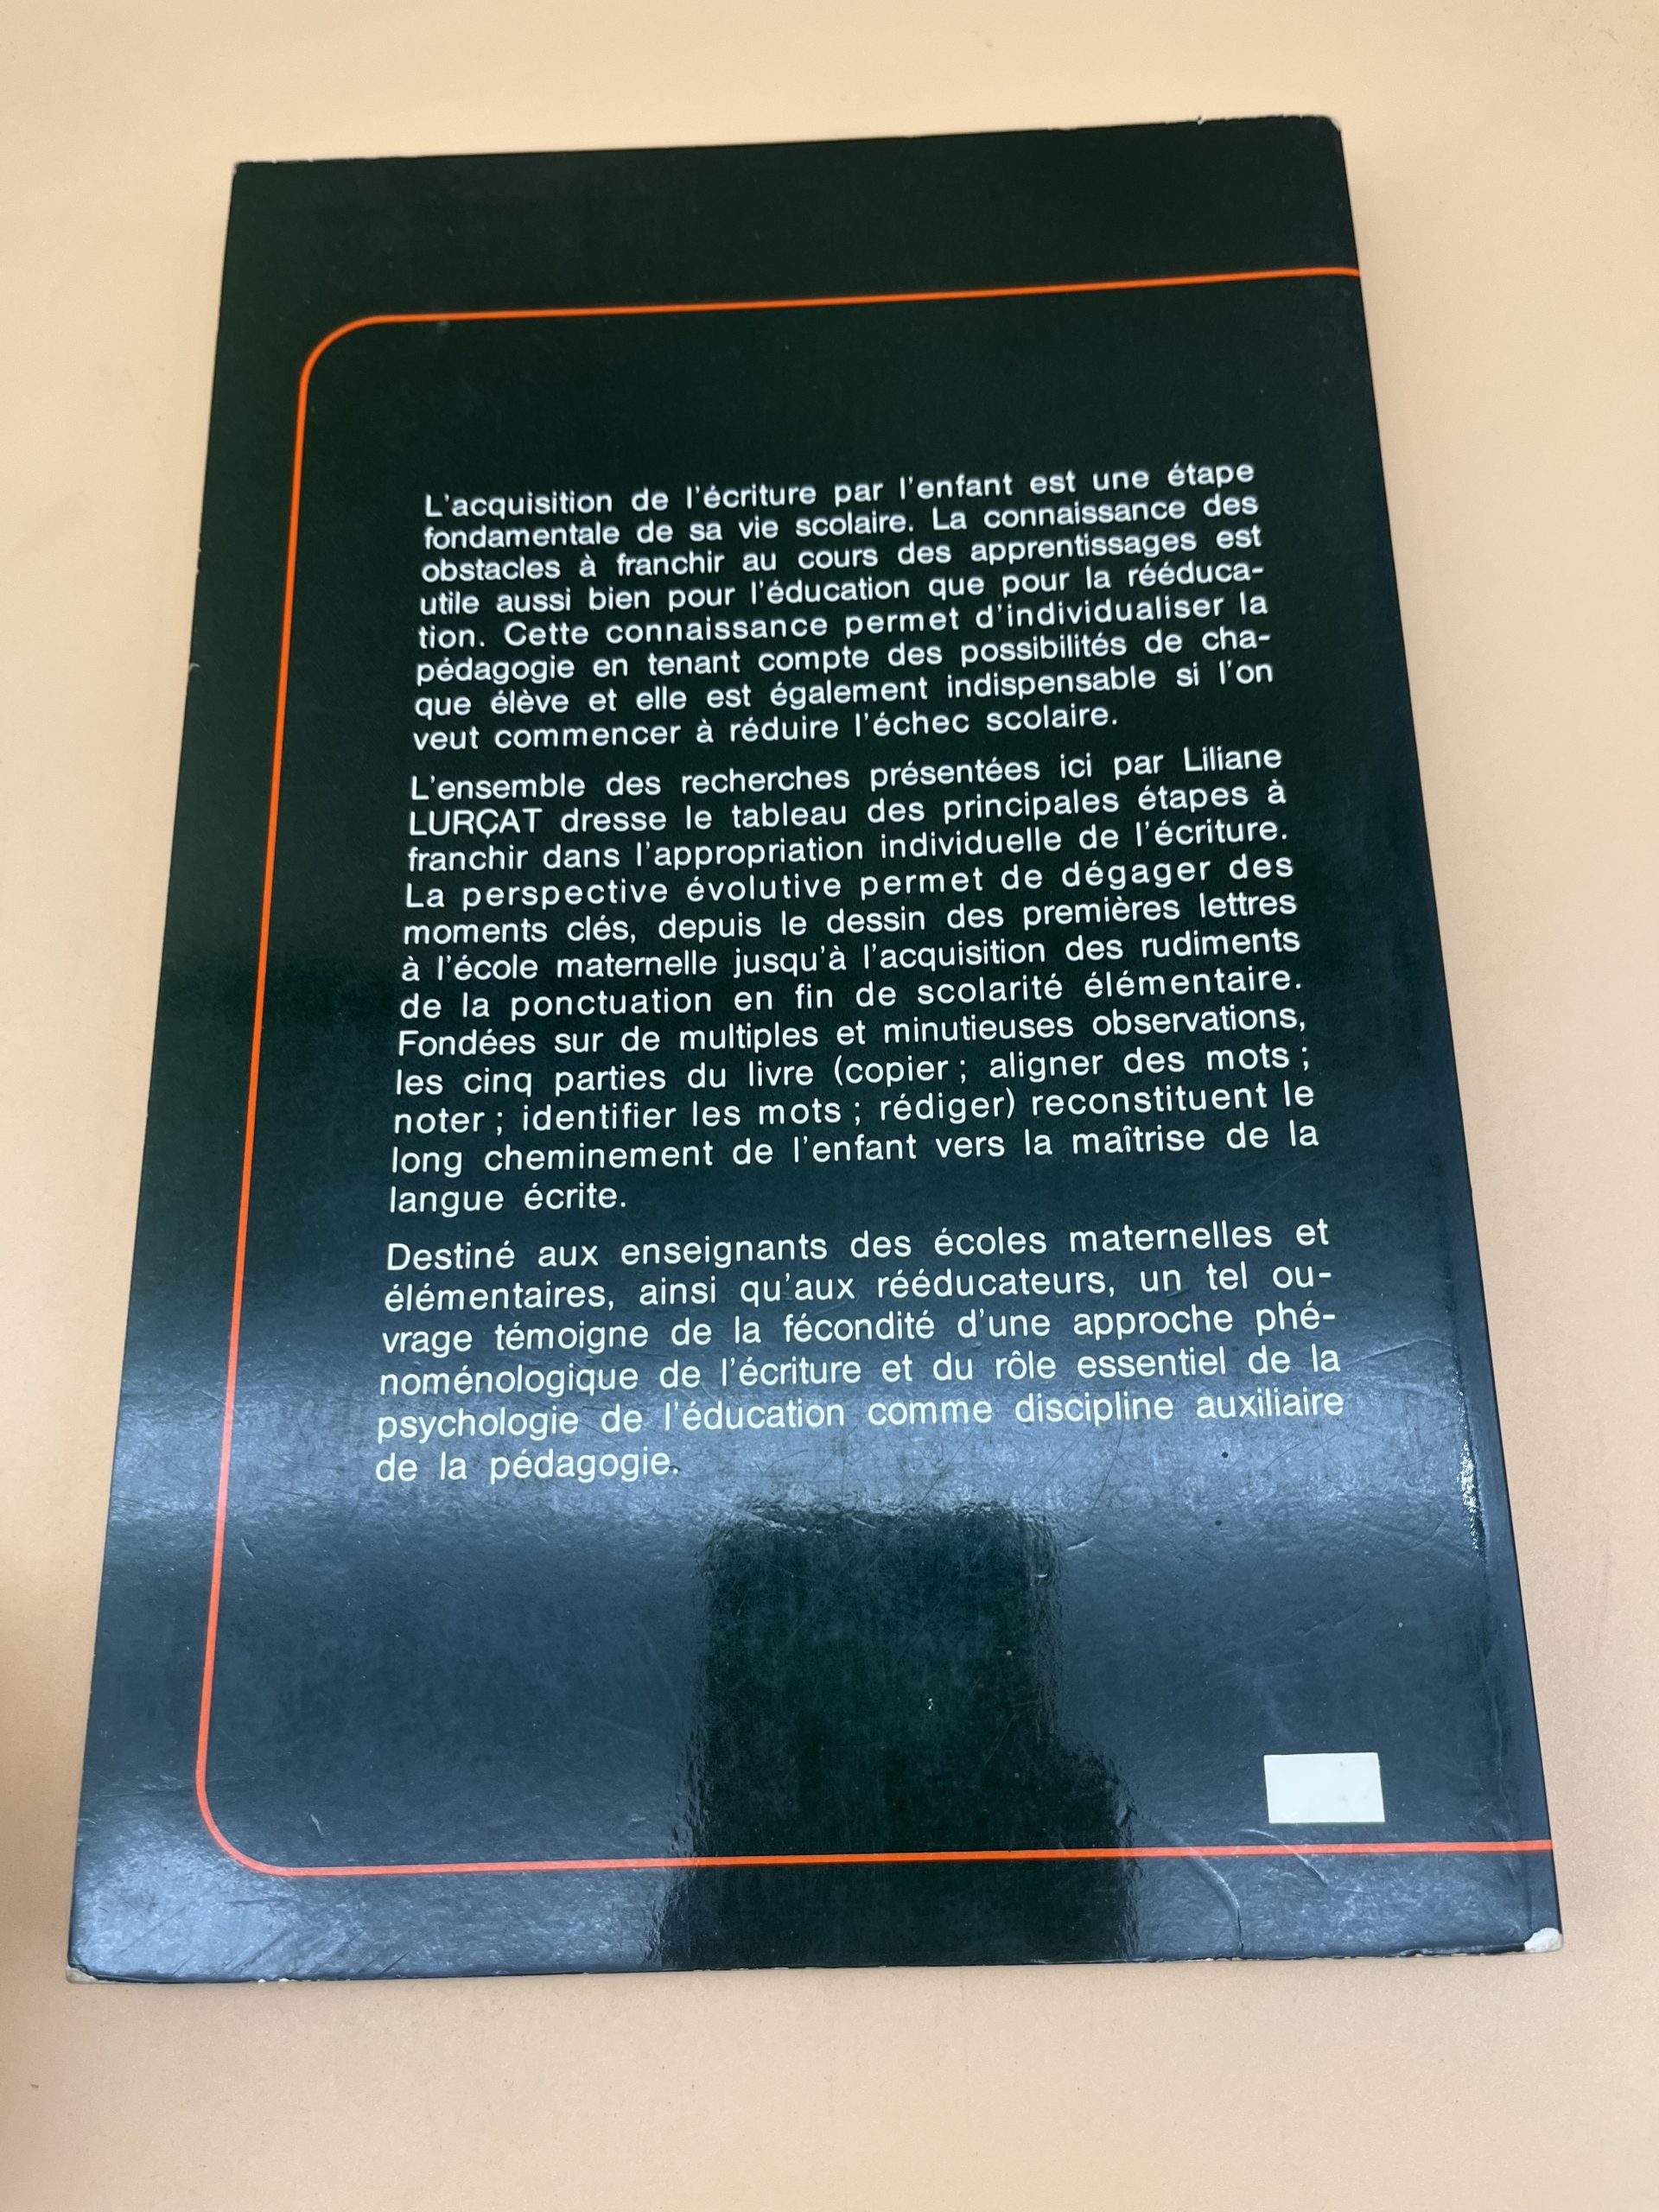 L'acquisition de l'écriture par l'enfant est une étape
fondamentale de sa vie scolaire. La connaissance des
obstacles à franchir au cours des apprentissages est
utile aussi bien pour l'éducation que pour la rééduca-
tion. Cette connaissance permet d'individualiser la
pédagogie en tenant compte des possibilités de cha-
que élève et elle est également indispensable si l'on
veut commencer à réduire l'échec scolaire.
L'ensemble des recherches présentées ici par Liliane
LURÇAT dresse le tableau des principales étapes à
franchir dans l'appropriation individuelle de l'écriture.
La perspective évolutive permet de dégager des
moments clés, depuis le dessin des premières lettres
à l'école maternelle jusqu'à l'acquisition des rudiments
de la ponctuation en fin de scolarité élémentaire.
Fondées sur de multiples et minutieuses observations,
les cinq parties du livre (copier ; aligner des mots ;
noter ; identifier les mots ; rédiger) reconstituent le
long cheminement de l'enfant vers la maîtrise de la
langue écrite.
Destiné aux enseignants des écoles maternelles et
élémentaires, ainsi qu'aux rééducateurs, un tel ou-
vrage témoigne de la fécondité d'une approche phé-
noménologique de l'écriture et du rôle essentiel de la
psychologie de l'éducation comme discipline auxiliaire
de la pédagogie.